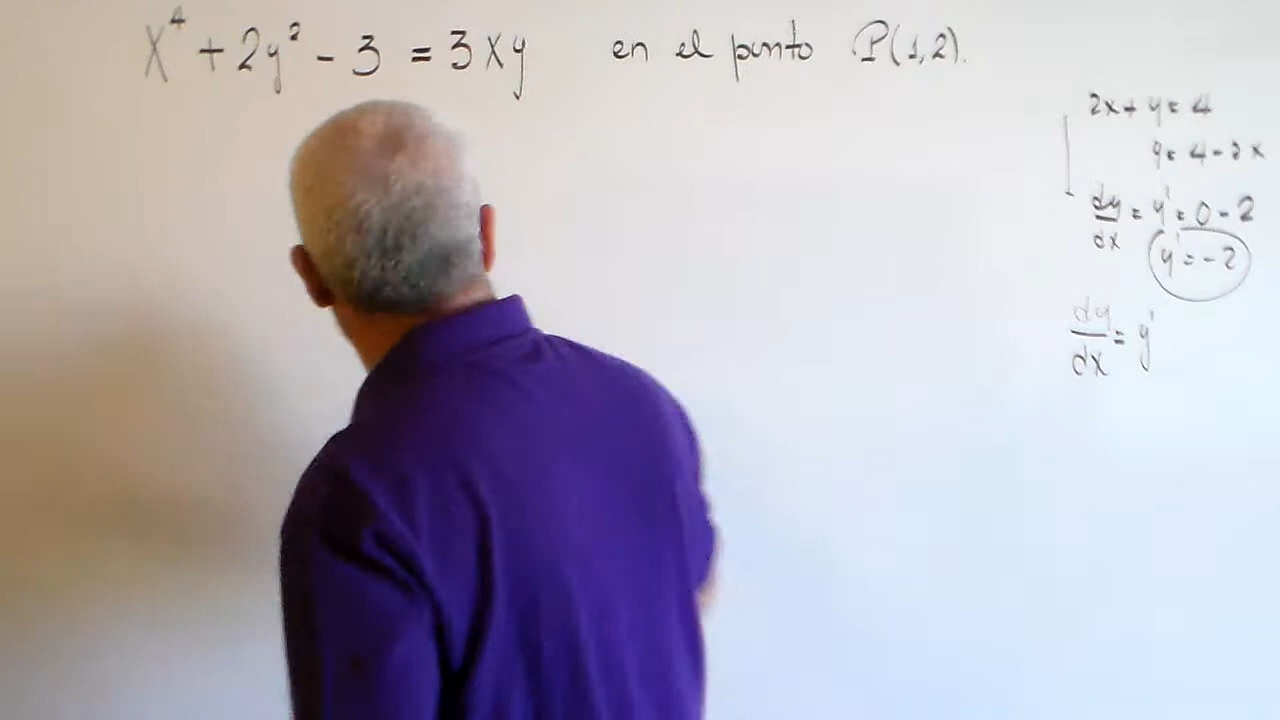 x⁴ + 2y² - 3 = 3xy en el punto P(1,2).
2x + y = 4
y = 4 - 2x
dy/dx = y' = 0 - 2
y' = -2
dy/dx = y'